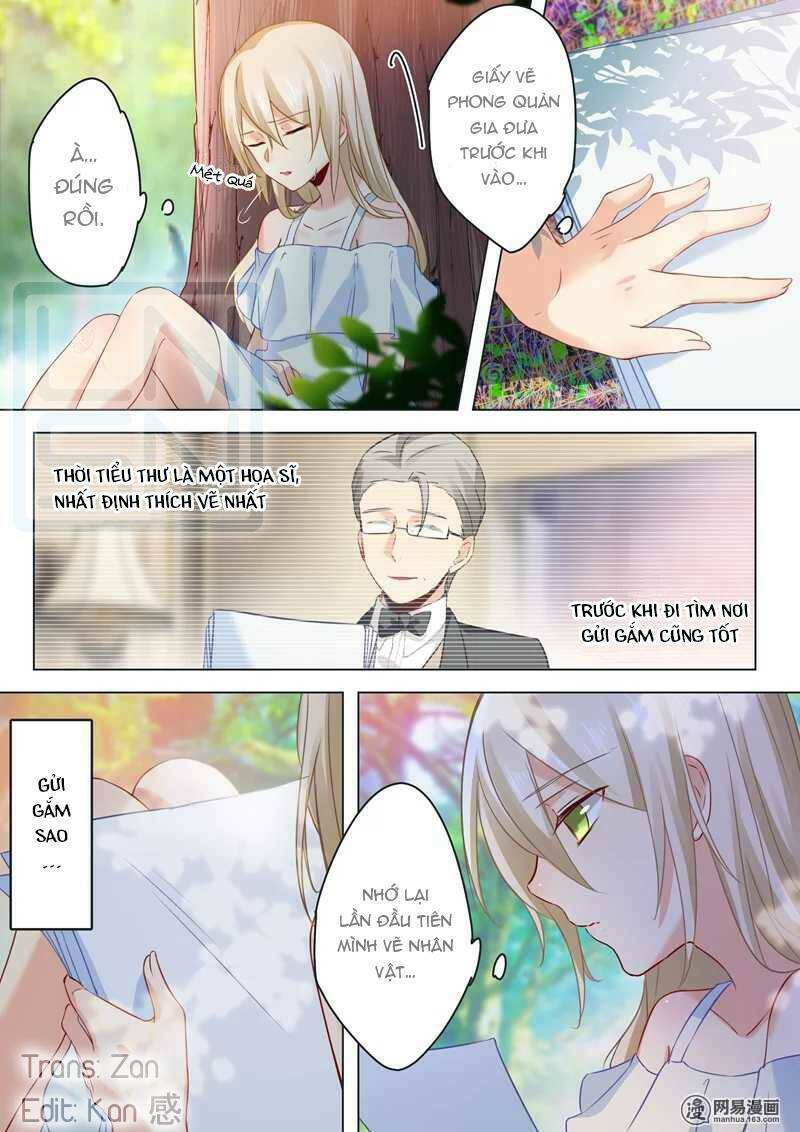 À...
ĐÚNG
RỒI.
Mệt Quá
GIẤY VẼ
PHONG QUẢN
GIA ĐƯA
TRƯỚC KHI
VÀO...
THỜI TIỂU THƯ LÀ MỘT HỌA SĨ,
NHẤT ĐỊNH THÍCH VẼ NHẤT
TRƯỚC KHI ĐI TÌM NƠI
GỬI GẮM CŨNG TỐT
GỬI
GẮM
SAO
...
NHỚ LẠI
LẦN ĐẦU TIÊN
MÌNH VẼ NHÂN
VẬT...
Trans: Zan
Edit: Kan 感
漫 网易漫画
manhua.163.com